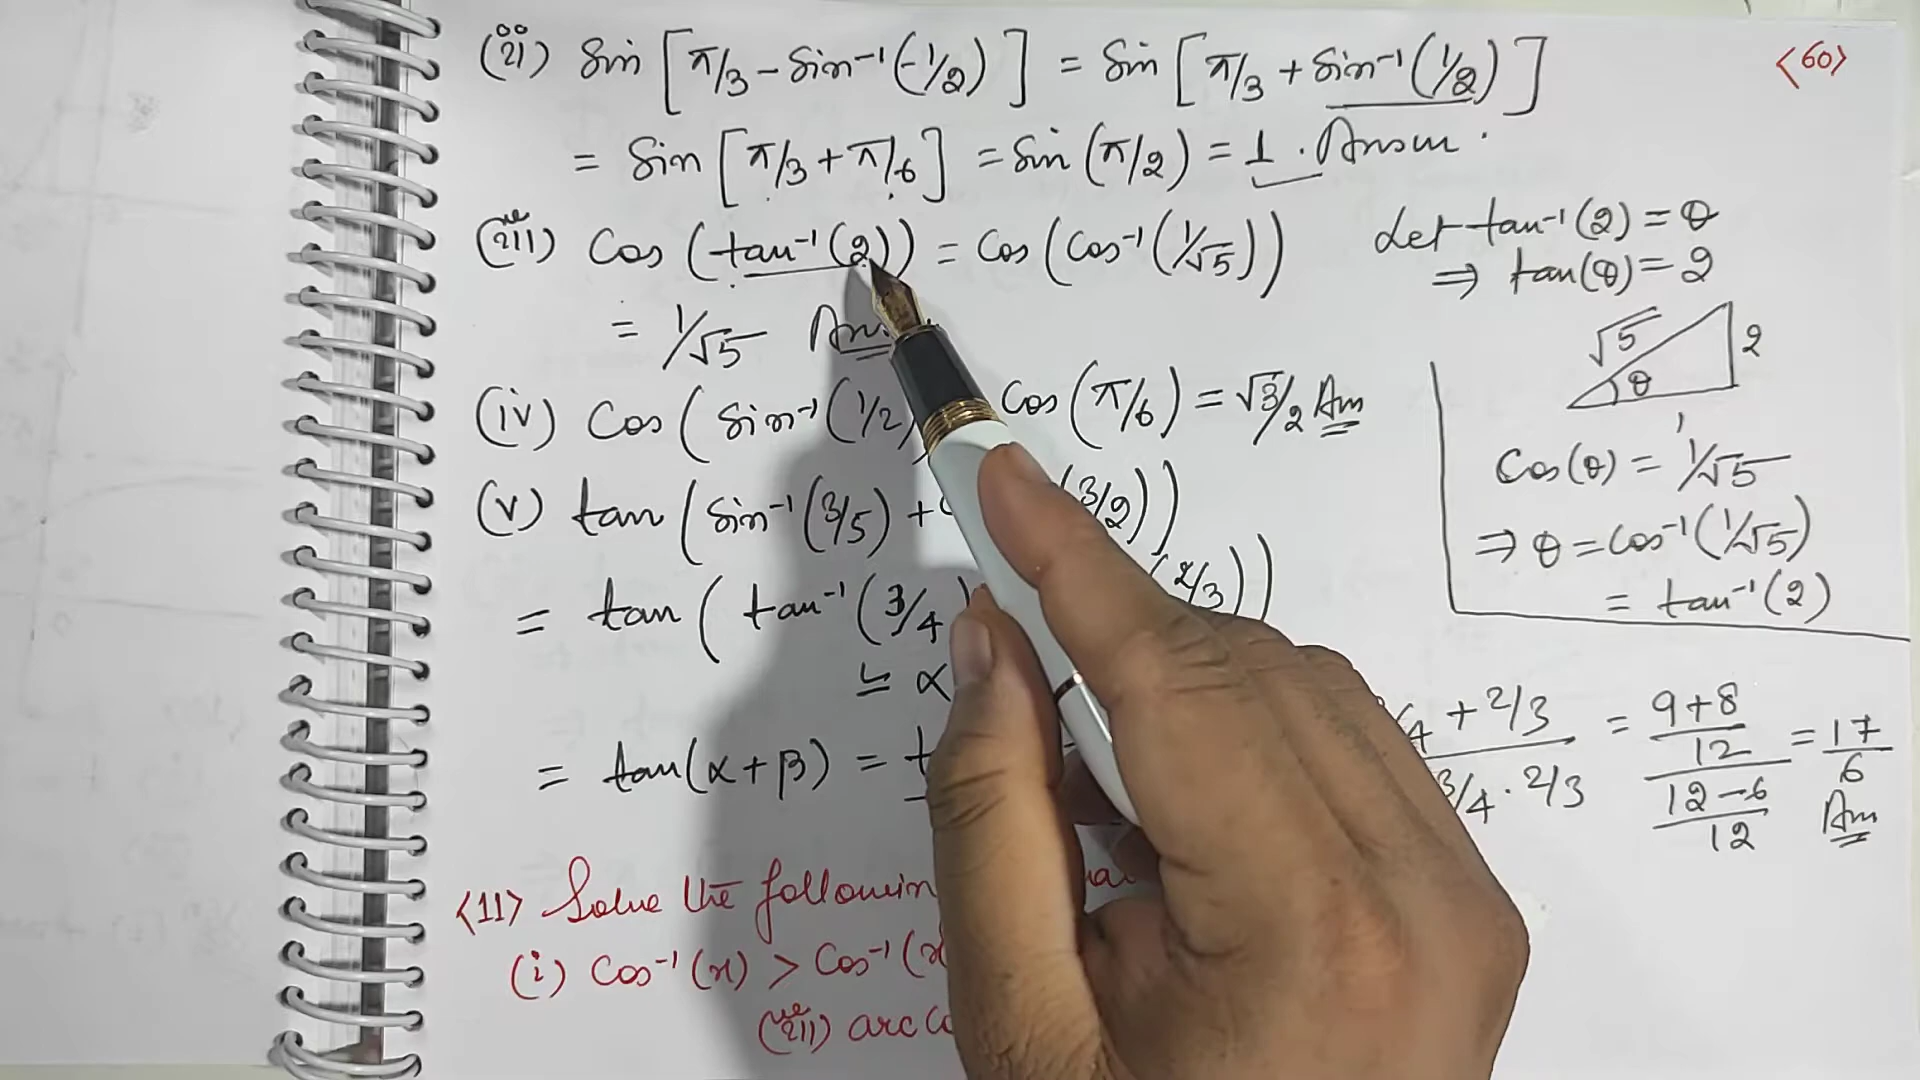 <60>
(ii) Sin [π/3 - Sin⁻¹(-1/2)] = Sin [π/3 + Sin⁻¹(1/2)]
= Sin [π/3 + π/6] = Sin (π/2) = 1 . Answer .
(iii) Cos (tan⁻¹(2)) = Cos (Cos⁻¹(1/√5))
= 1/√5 Ans.
(iv) Cos (Sin⁻¹(1/2) Cos (π/6) = √3/2 Ans
(v) tan (Sin⁻¹(3/5) + (3/2))
= tan ( tan⁻¹(3/4) (2/3))
α
= tan(α+β) =
/4 + 2/3 = 9+8 / 12 = 17/6
3/4 . 2/3 12-6 / 12 Ans
Let tan⁻¹(2) = θ
⇒ tan(θ) = 2
√5 2
θ
1
Cos(θ) = 1/√5
⇒ θ = Cos⁻¹(1/√5)
= tan⁻¹(2)
<11> Solve the
(i) Cos⁻¹(x) > Cos⁻¹(x
(iii) arc